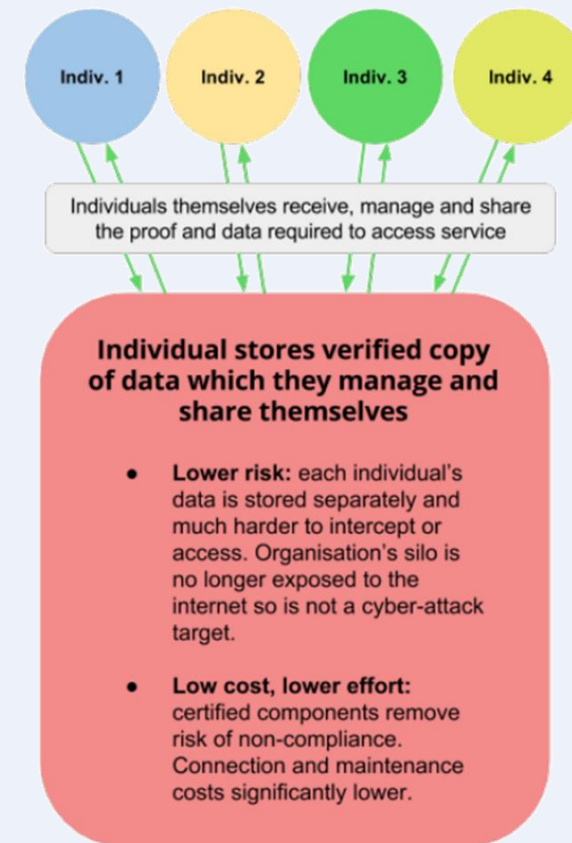 Indiv. 1
Indiv. 2
Indiv. 3
Indiv. 4
Individuals themselves receive, manage and share
the proof and data required to access service
Individual stores verified copy
of data which they manage and
share themselves
● Lower risk: each individual's
data is stored separately and
much harder to intercept or
access. Organisation's silo is
no longer exposed to the
internet so is not a cyber-attack
target.
● Low cost, lower effort:
certified components remove
risk of non-compliance.
Connection and maintenance
costs significantly lower.